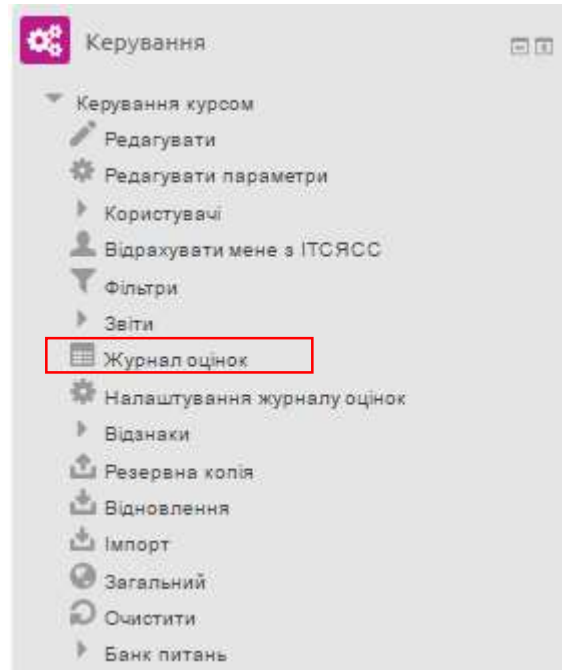 Керування
Керування курсом
Редагувати
Редагувати параметри
Користувачі
Відрахувати мене з ІТСЯСС
Фільтри
Звіти
Журнал оцінок
Налаштування журналу оцінок
Відзнаки
Резервна копія
Відновлення
Імпорт
Загальний
Очистити
Банк питань